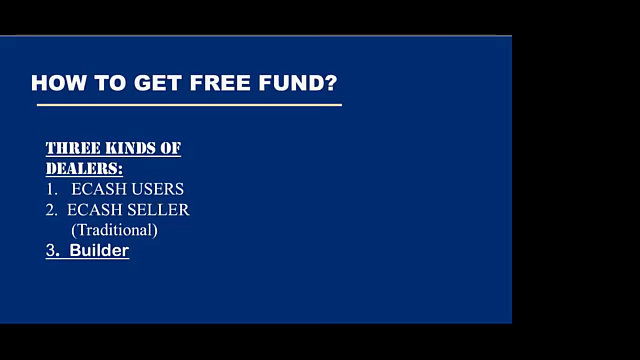 HOW TO GET FREE FUND?
THREE KINDS OF
DEALERS:
1. ECASH USERS
2. ECASH SELLER
(Traditional)
3. Builder